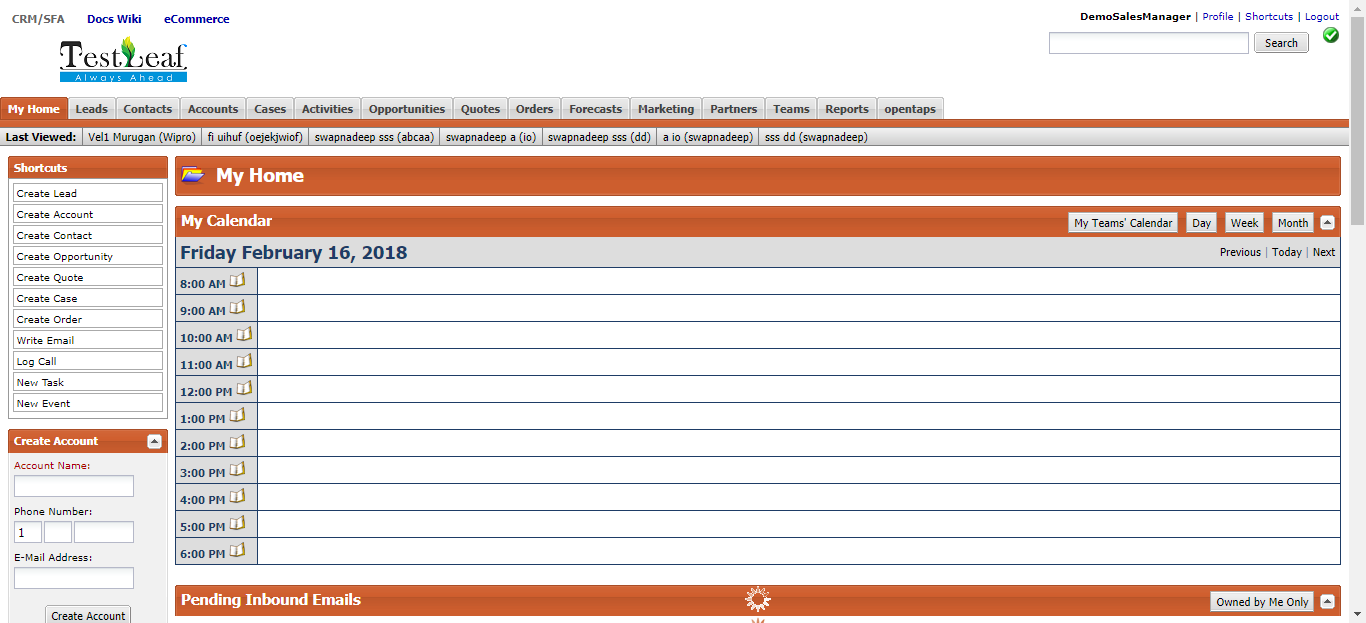 CRM/SFA Docs Wiki eCommerce
DemoSalesManager | Profile | Shortcuts | Logout
TestLeaf
Always Ahead
Search
My Home Leads Contacts Accounts Cases Activities Opportunities Quotes Orders Forecasts Marketing Partners Teams Reports opentaps
Last Viewed: Vel1 Murugan (Wipro) fi uihuf (oejekjwiof) swapnadeep sss (abcaa) swapnadeep a (io) swapnadeep sss (dd) a io (swapnadeep) sss dd (swapnadeep)
Shortcuts
Create Lead
Create Account
Create Contact
Create Opportunity
Create Quote
Create Case
Create Order
Write Email
Log Call
New Task
New Event
Create Account
Account Name:
Phone Number:
1
E-Mail Address:
Create Account
My Home
My Calendar
My Teams' Calendar Day Week Month
Friday February 16, 2018
Previous | Today | Next
8:00 AM
9:00 AM
10:00 AM
11:00 AM
12:00 PM
1:00 PM
2:00 PM
3:00 PM
4:00 PM
5:00 PM
6:00 PM
Pending Inbound Emails
Owned by Me Only